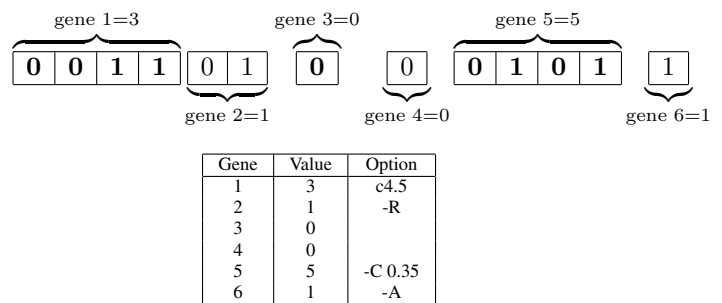 gene 1=3 gene 3=0 gene 5=5
0 0 1 1 0 1 0 0 0 1 0 1 1
gene 2=1 gene 4=0 gene 6=1
Gene Value Option
1 3 c4.5
2 1 -R
3 0
4 0
5 5 -C 0.35
6 1 -A